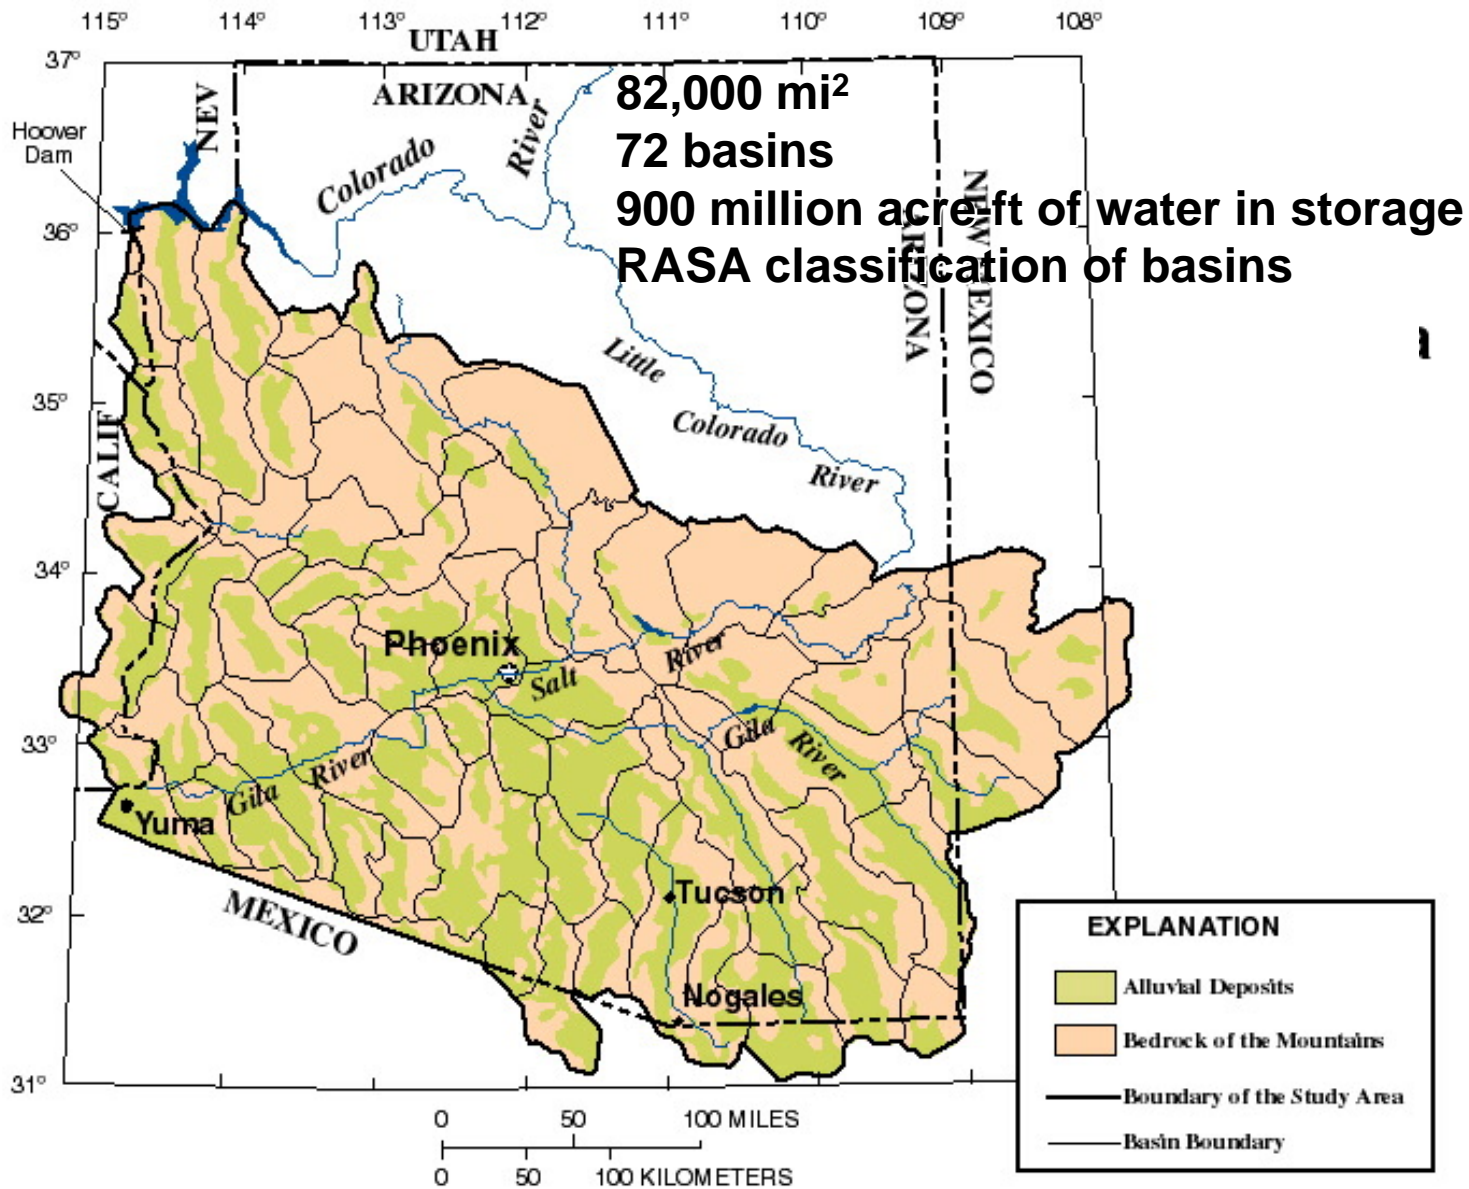 115° 114° 113° 112° 111° 110° 109° 108°
UTAH
37°
ARIZONA
NEV
82,000 mi²
72 basins
900 million acre-ft of water in storage
RASA classification of basins
Hoover
Dam
Colorado
River
NEW MEXICO
ARIZONA
36°
Little
Colorado
River
35°
CALIF
34°
Phoenix
Salt
River
33°
Gila
River
Gila
River
Yuma
Tucson
32°
MEXICO
Nogales
31°
EXPLANATION
Alluvial Deposits
Bedrock of the Mountains
Boundary of the Study Area
Basin Boundary
0 50 100 MILES
0 50 100 KILOMETERS